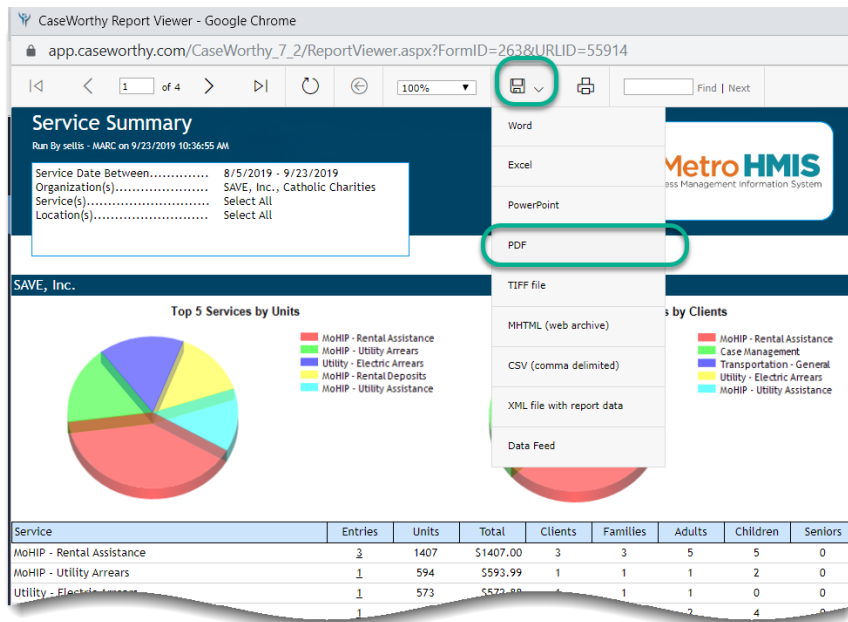 CaseWorthy Report Viewer - Google Chrome
app.caseworthy.com/CaseWorthy_7_2/ReportViewer.aspx?FormID=263&URLID=55914
1 of 4 100% Find | Next
Service Summary
Run By sellis - MARC on 9/23/2019 10:36:55 AM
Service Date Between............. 8/5/2019 - 9/23/2019
Organization(s)..................... SAVE, Inc., Catholic Charities
Service(s)............................ Select All
Location(s).......................... Select All
Word
Excel
PowerPoint
PDF
TIFF file
MHTML (web archive)
CSV (comma delimited)
XML file with report data
Data Feed
Metro HMIS
Management Information System
SAVE, Inc.
Top 5 Services by Units
MoHIP - Rental Assistance
MoHIP - Utility Arrears
Utility - Electric Arrears
MoHIP - Rental Deposits
MoHIP - Utility Assistance
by Clients
MoHIP - Rental Assistance
Case Management
Transportation - General
Utility - Electric Arrears
MoHIP - Utility Assistance
Service Entries Units Total Clients Families Adults Children Seniors
MoHIP - Rental Assistance 3 1407 $1407.00 3 3 5 5 0
MoHIP - Utility Arrears 1 594 $593.99 1 1 1 2 0
Utility - Electric Arrears 1 573 1 1 0 0
1 2 4